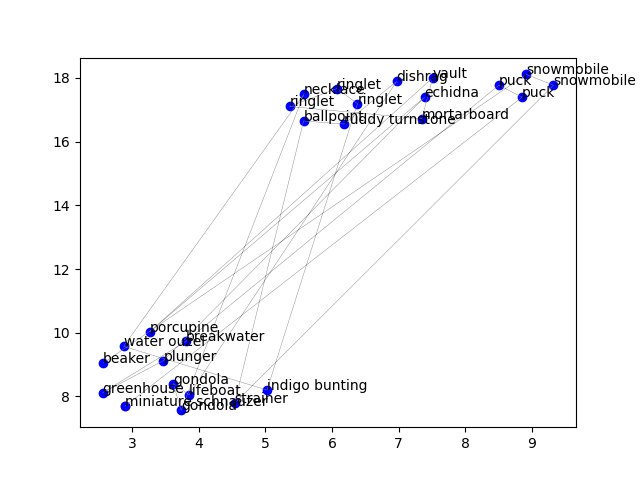 snowmobile
vault
dishrag
snowmobile
puck
ringlet
necklace
echidna
puck
ringlet
ringlet
mortarboard
ballpoint
ruddy turnstone
porcupine
breakwater
water ouzel
plunger
beaker
gondola
indigo bunting
greenhouse
lifeboat
strainer
miniature schnauzer
gondola
18
16
14
12
10
8
3
4
5
6
7
8
9